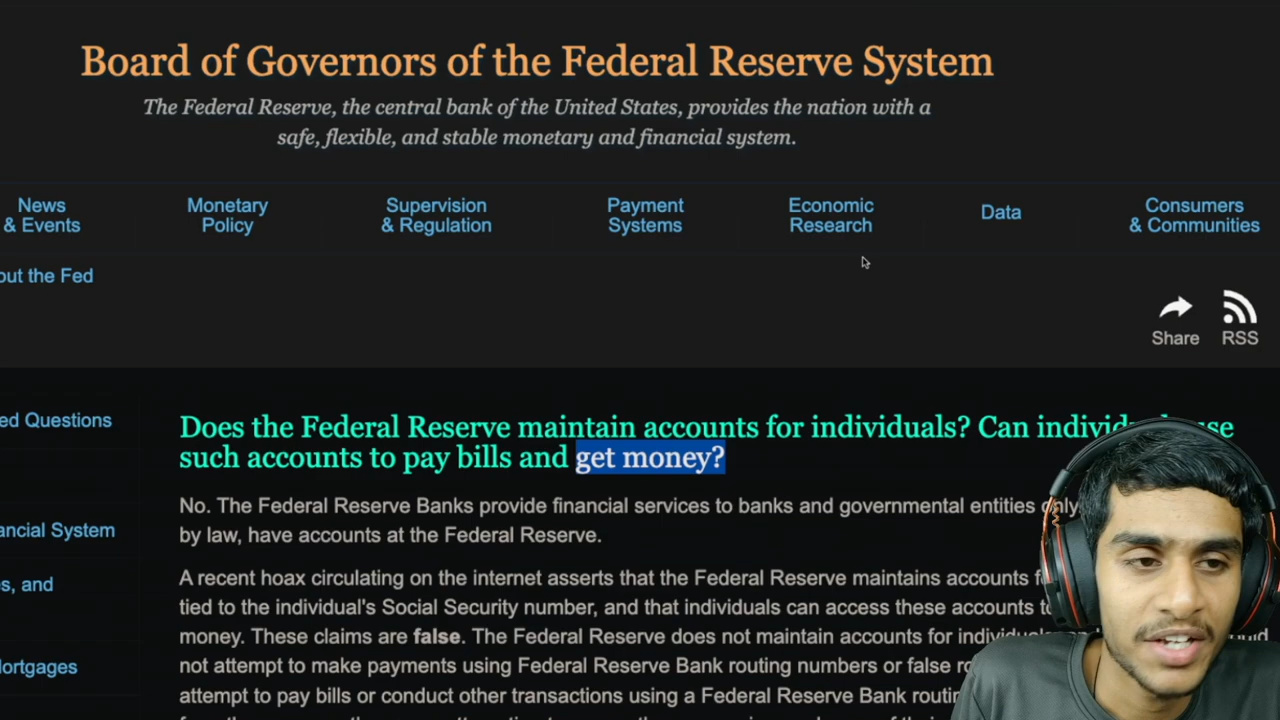 Board of Governors of the Federal Reserve System
The Federal Reserve, the central bank of the United States, provides the nation with a
safe, flexible, and stable monetary and financial system.
News
& Events
Monetary
Policy
Supervision
& Regulation
Payment
Systems
Economic
Research
Data
Consumers
& Communities
out the Fed
Share
RSS
ed Questions
ancial System
s, and
Mortgages
Does the Federal Reserve maintain accounts for individuals? Can
such accounts to pay bills and get money?
No. The Federal Reserve Banks provide financial services to banks and governmental entities only
by law, have accounts at the Federal Reserve.
A recent hoax circulating on the internet asserts that the Federal Reserve maintains accounts
tied to the individual's Social Security number, and that individuals can access these accounts
money. These claims are false. The Federal Reserve does not maintain accounts for
not attempt to make payments using Federal Reserve Bank routing numbers or false
attempt to pay bills or conduct other transactions using a Federal Reserve Bank